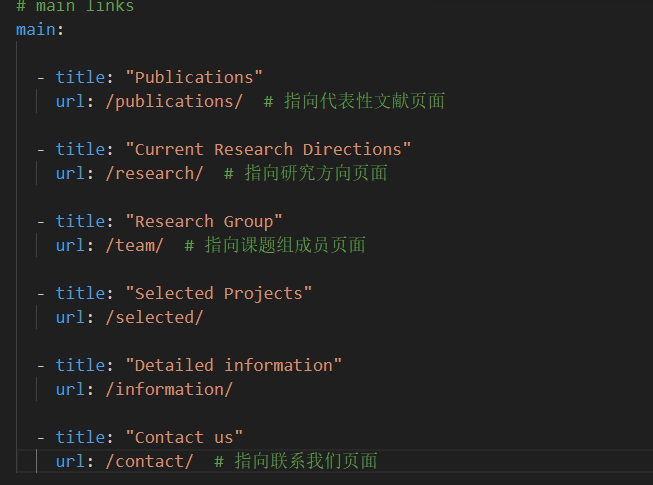 # main links
main:
- title: "Publications"
url: /publications/ # 指向代表性文献页面
- title: "Current Research Directions"
url: /research/ # 指向研究方向页面
- title: "Research Group"
url: /team/ # 指向课题组成员页面
- title: "Selected Projects"
url: /selected/
- title: "Detailed information"
url: /information/
- title: "Contact us"
url: /contact/ # 指向联系我们页面